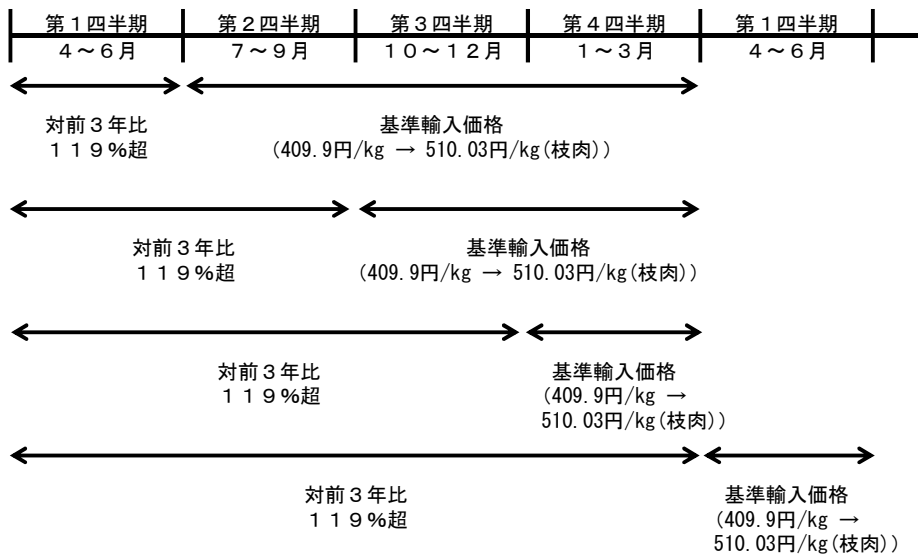 第１四半期 第２四半期 第３四半期 第４四半期 第１四半期
４～６月 ７～９月 １０～１２月 １～３月 ４～６月
対前３年比 基準輸入価格
１１９％超 (409.9円/kg → 510.03円/kg(枝肉))
対前３年比 基準輸入価格
１１９％超 (409.9円/kg → 510.03円/kg(枝肉))
対前３年比 基準輸入価格
１１９％超 (409.9円/kg →
510.03円/kg(枝肉))
対前３年比 基準輸入価格
１１９％超 (409.9円/kg →
510.03円/kg(枝肉))